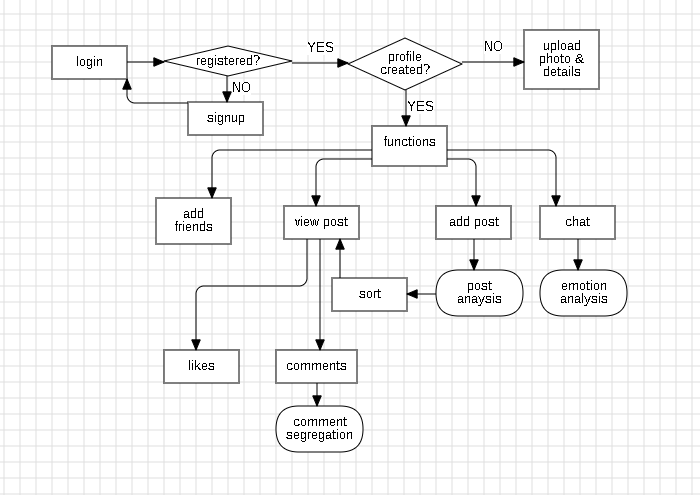 login
registered?
YES
profile
created?
NO
upload
photo &
details
NO
signup
YES
functions
add
friends
view post
add post
chat
sort
post
anaysis
emotion
analysis
likes
comments
comment
segregation